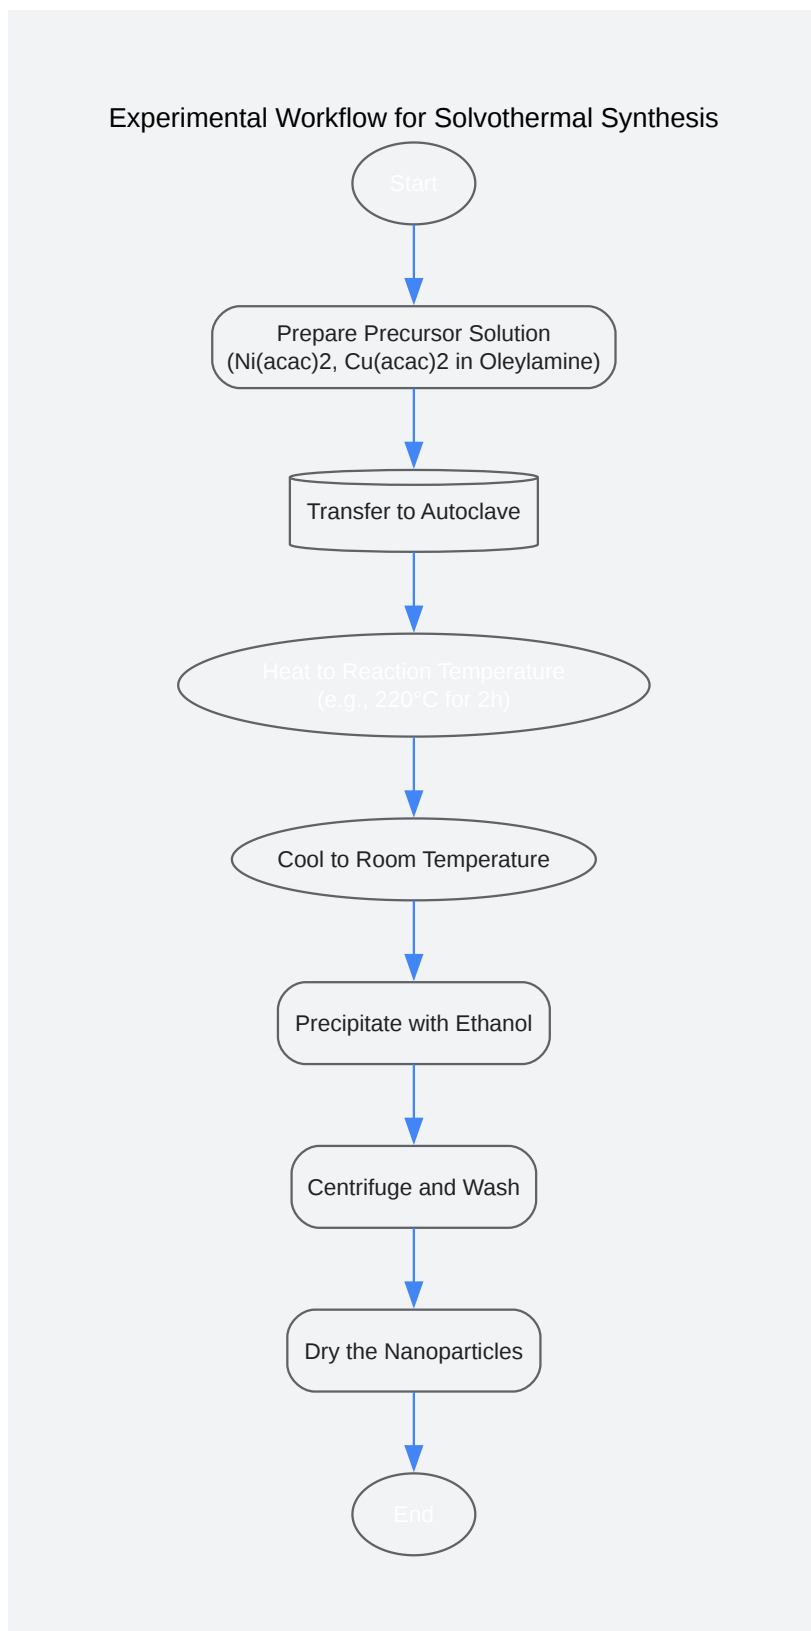 Experimental Workflow for Solvothermal Synthesis
Start
Prepare Precursor Solution
(Ni(acac)2, Cu(acac)2 in Oleylamine)
Transfer to Autoclave
Heat to Reaction Temperature
(e.g., 220°C for 2h)
Cool to Room Temperature
Precipitate with Ethanol
Centrifuge and Wash
Dry the Nanoparticles
End